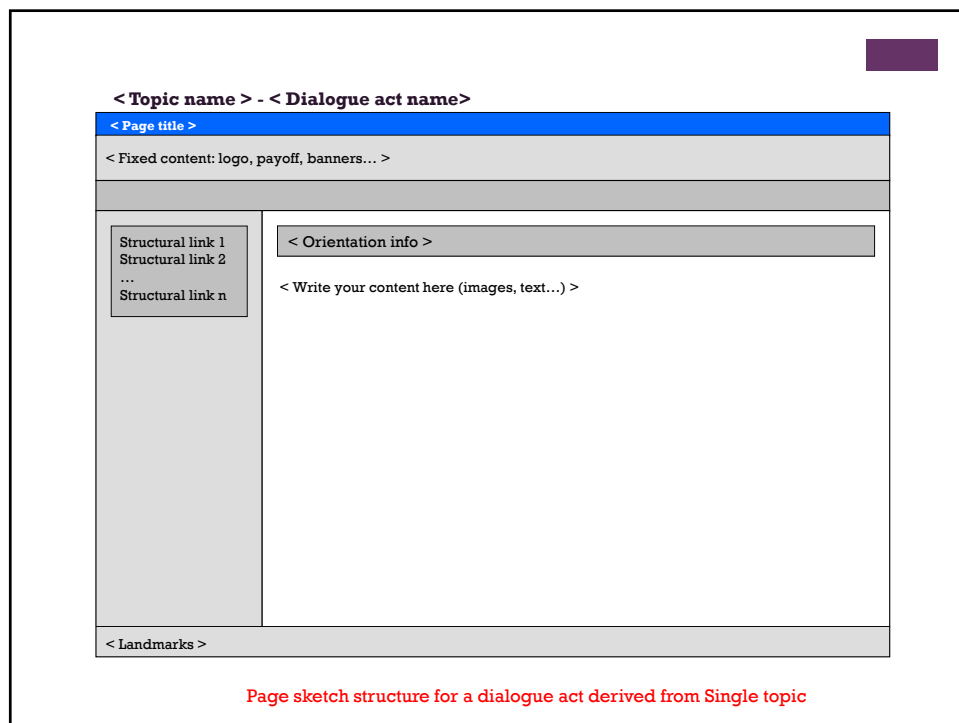 < Topic name > - < Dialogue act name>
< Page title >
< Fixed content: logo, payoff, banners… >
Structural link 1
Structural link 2
…
Structural link n
< Orientation info >
< Write your content here (images, text…) >
< Landmarks >
Page sketch structure for a dialogue act derived from Single topic